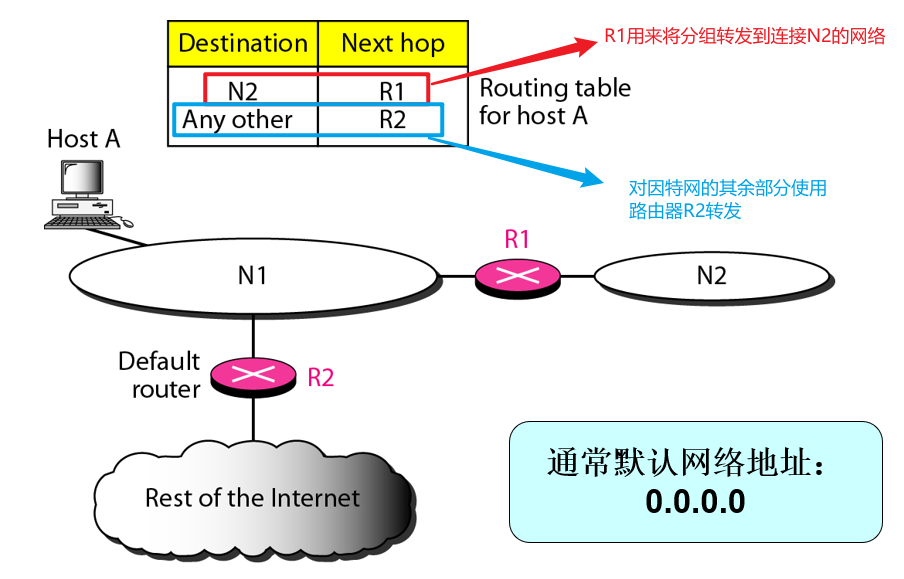 Destination Next hop
R1用来将分组转发到连接N2的网络
N2 R1
Any other R2
Routing table
for host A
Host A
对因特网的其余部分使用
路由器R2转发
R1
N1
N2
Default
router
R2
Rest of the Internet
通常默认网络地址：
0.0.0.0